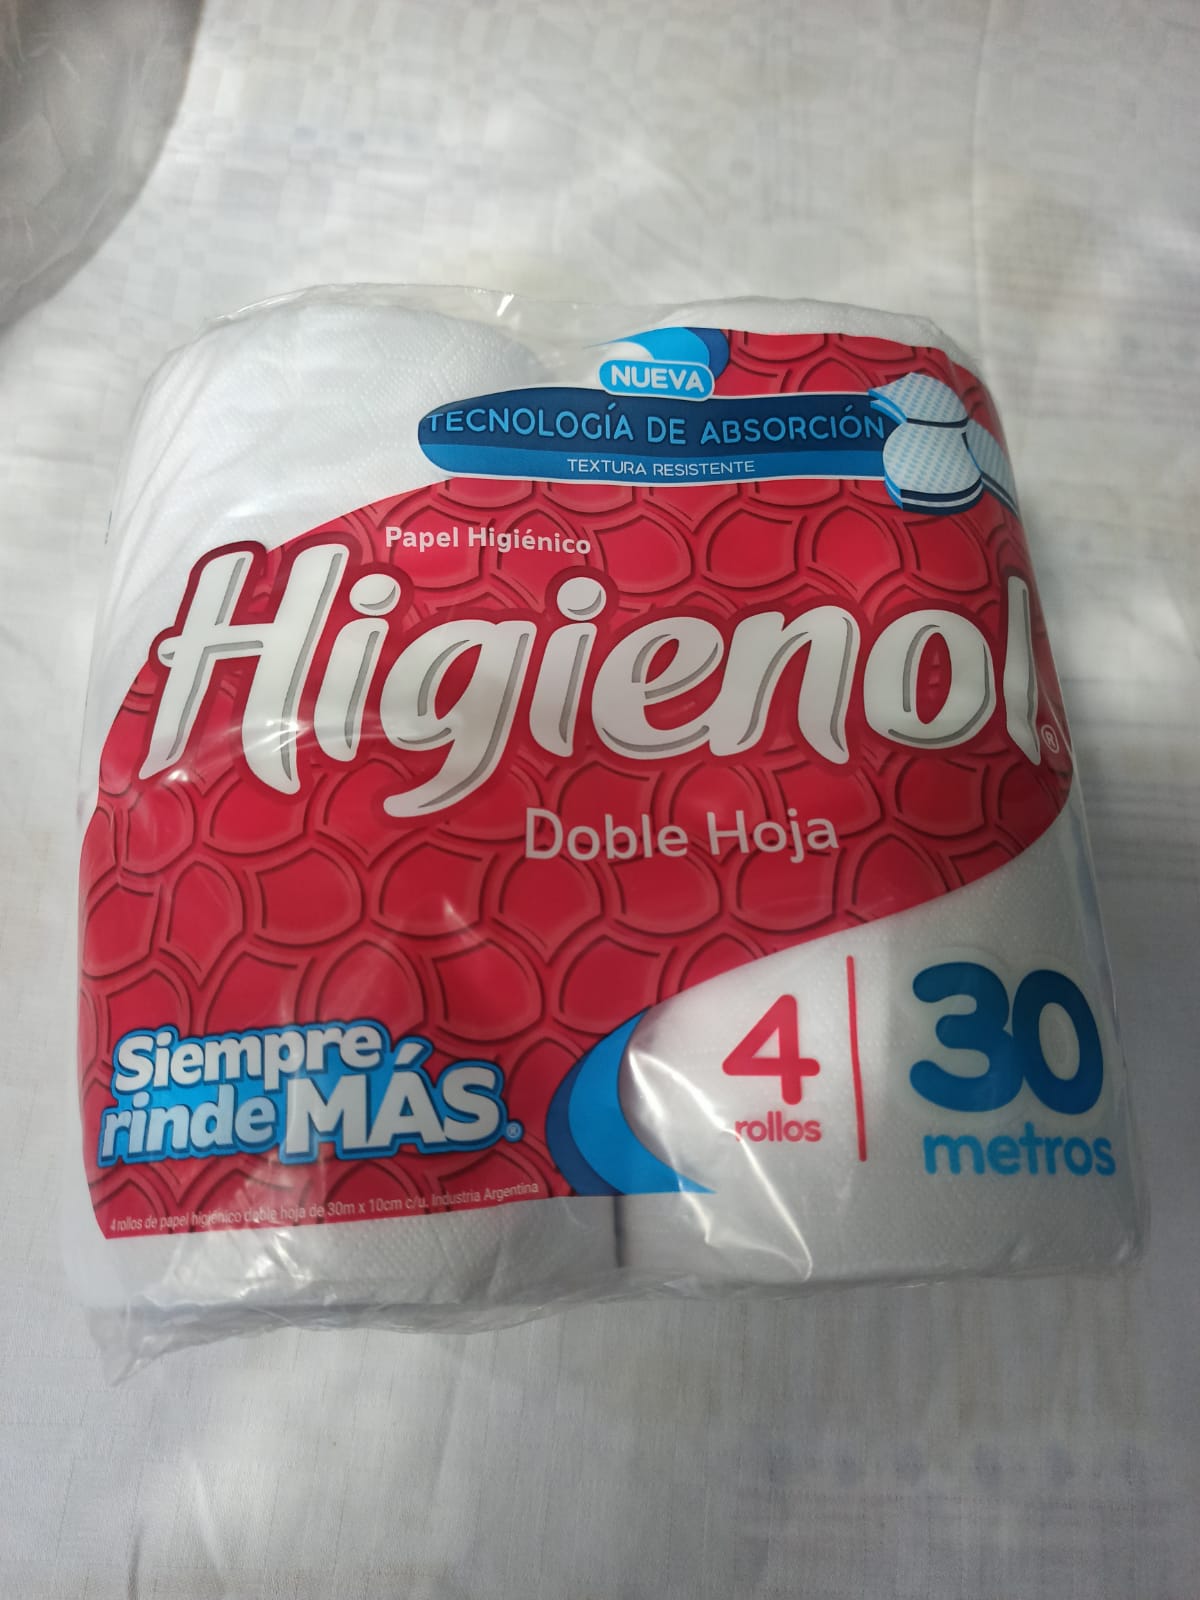 NUEVA
TECNOLOGÍA DE ABSORCIÓN
TEXTURA RESISTENTE
Papel Higiénico
Higienol®
Doble Hoja
Siempre
rinde MÁS®
4
rollos
30
metros
4 rollos de papel higiénico doble hoja de 30m x 10cm c/u. Industria Argentina